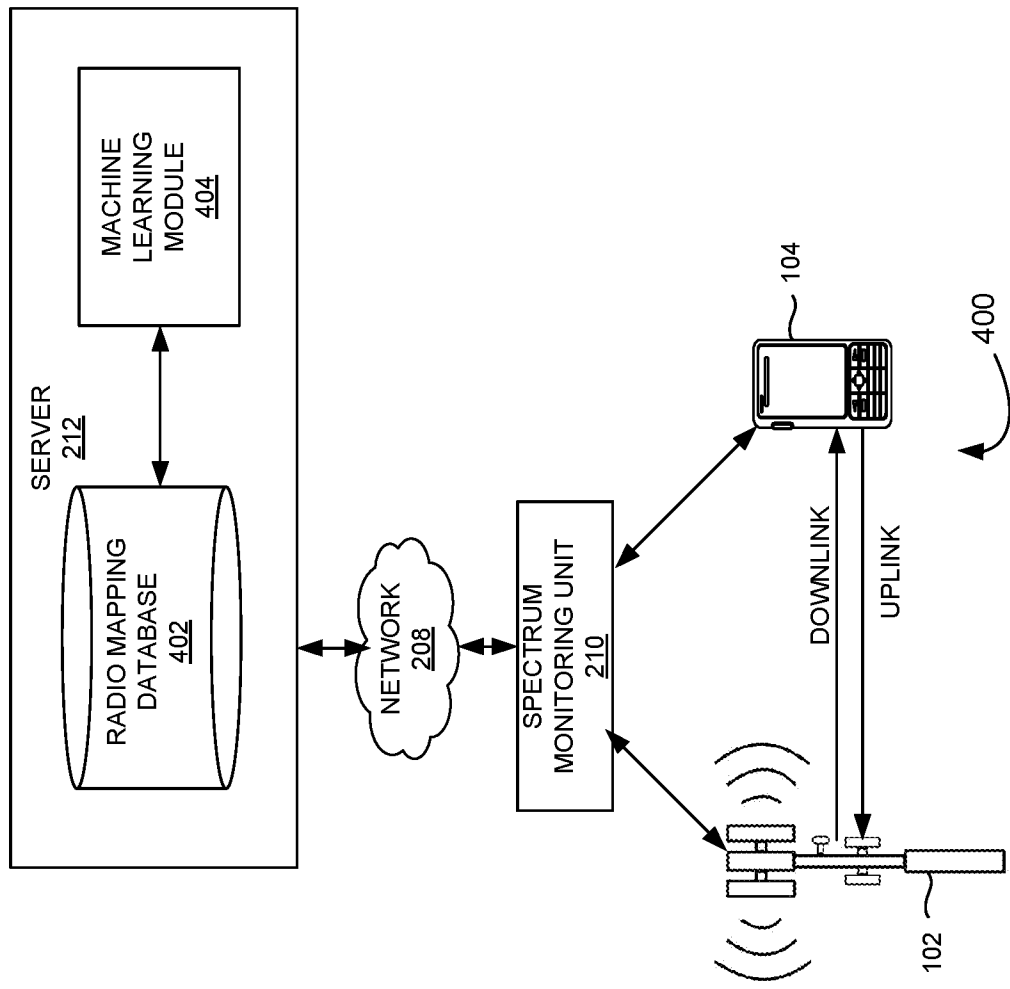 SERVER
212
RADIO MAPPING
DATABASE
402
MACHINE
LEARNING
MODULE
404
NETWORK
208
SPECTRUM
MONITORING UNIT
210
DOWNLINK
UPLINK
104
102
400